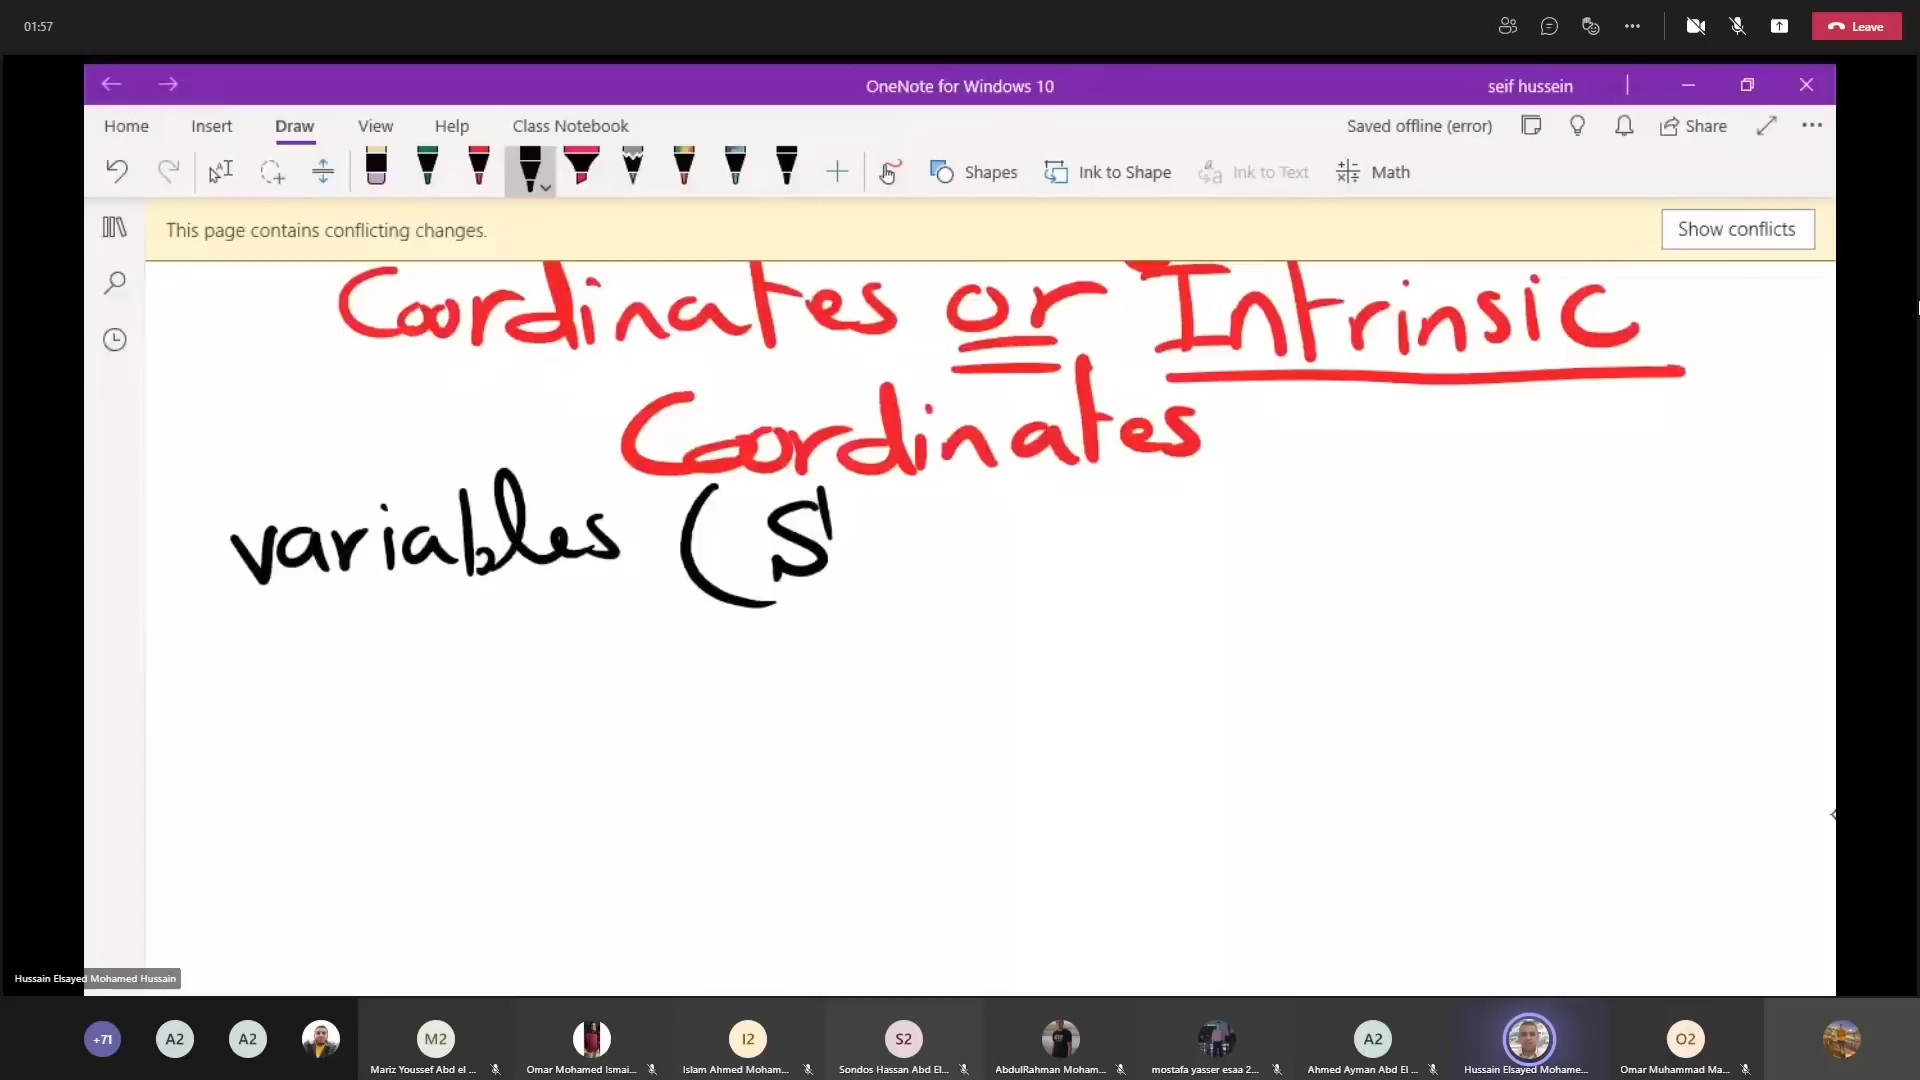 01:57
Leave
OneNote for Windows 10
seif hussein
Home Insert Draw View Help Class Notebook
Saved offline (error)
Share
Shapes
Ink to Shape
Ink to Text
Math
This page contains conflicting changes.
Show conflicts
Coordinates or Intrinsic
Coordinates
variables ( S
Hussain Elsayed Mohamed Hussain
+71
A2
A2
M2
I2
S2
A2
O2
Mariz Youssef Abd el ...
Omar Mohamed Ismai...
Islam Ahmed Moham...
Sondos Hassan Abd El...
AbdulRahman Moham...
mostafa yasser esaa 2...
Ahmed Ayman Abd El ...
Hussain Elsayed Mohame...
Omar Muhammad Ma...